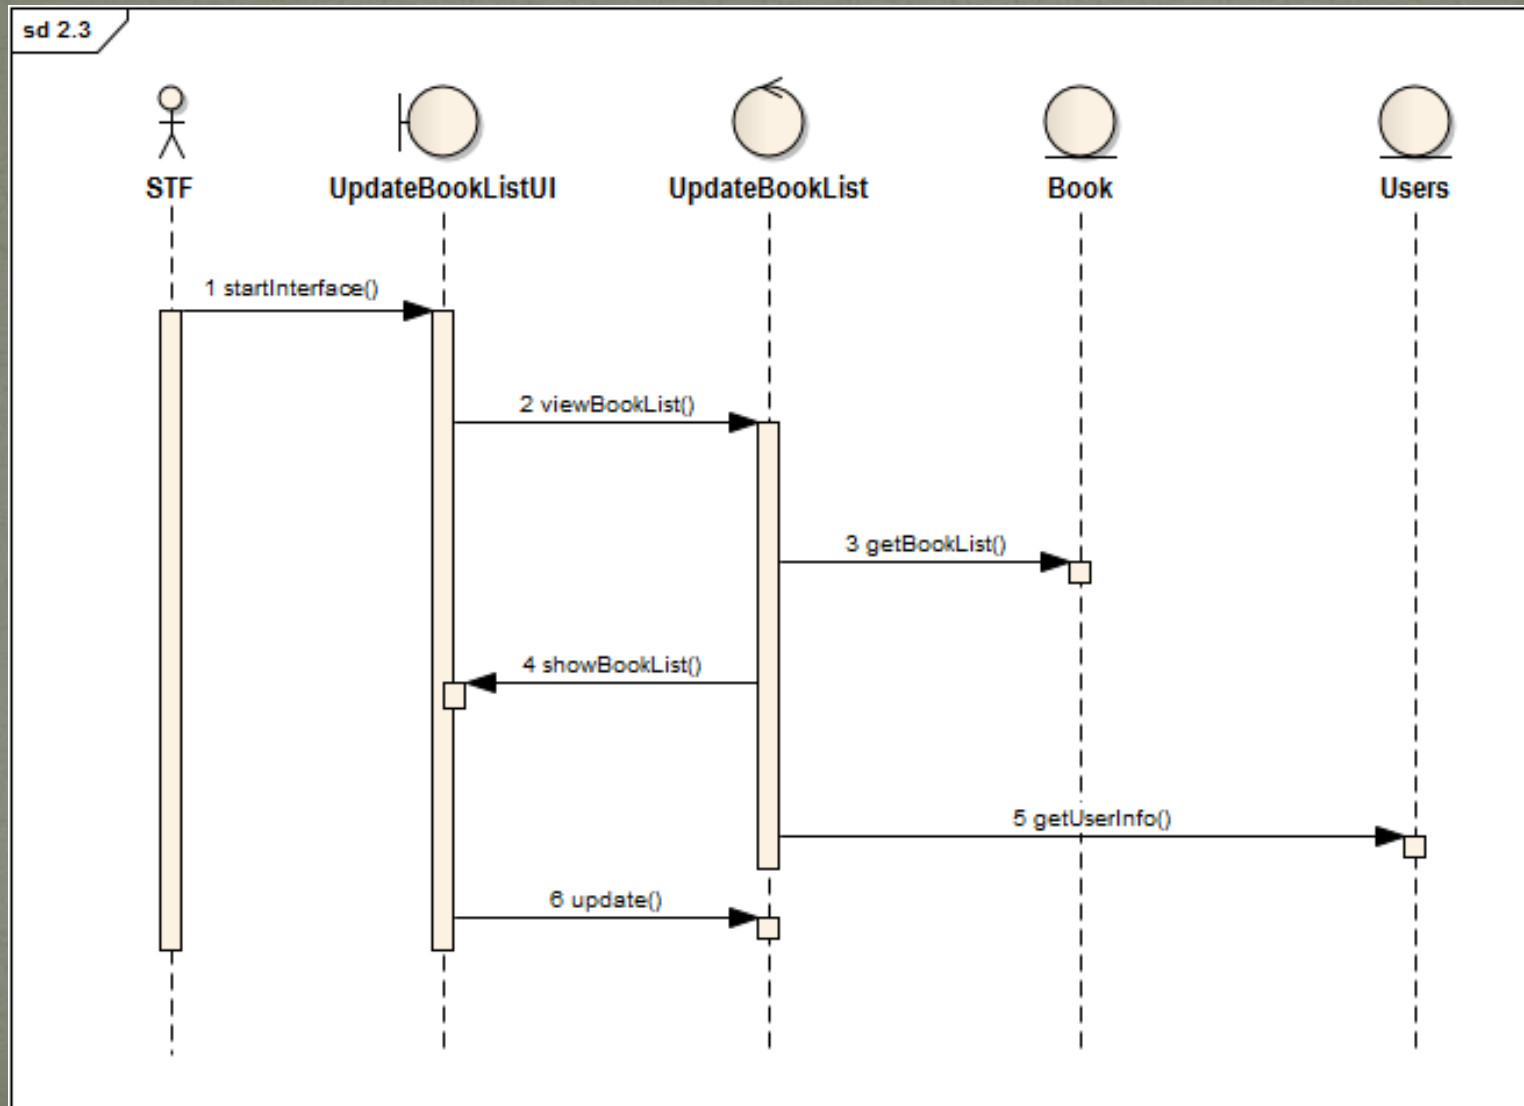 sd 2.3
STF
UpdateBookListUI
UpdateBookList
Book
Users
1 startInterface()
2 viewBookList()
3 getBookList()
4 showBookList()
5 getUserInfo()
6 update()